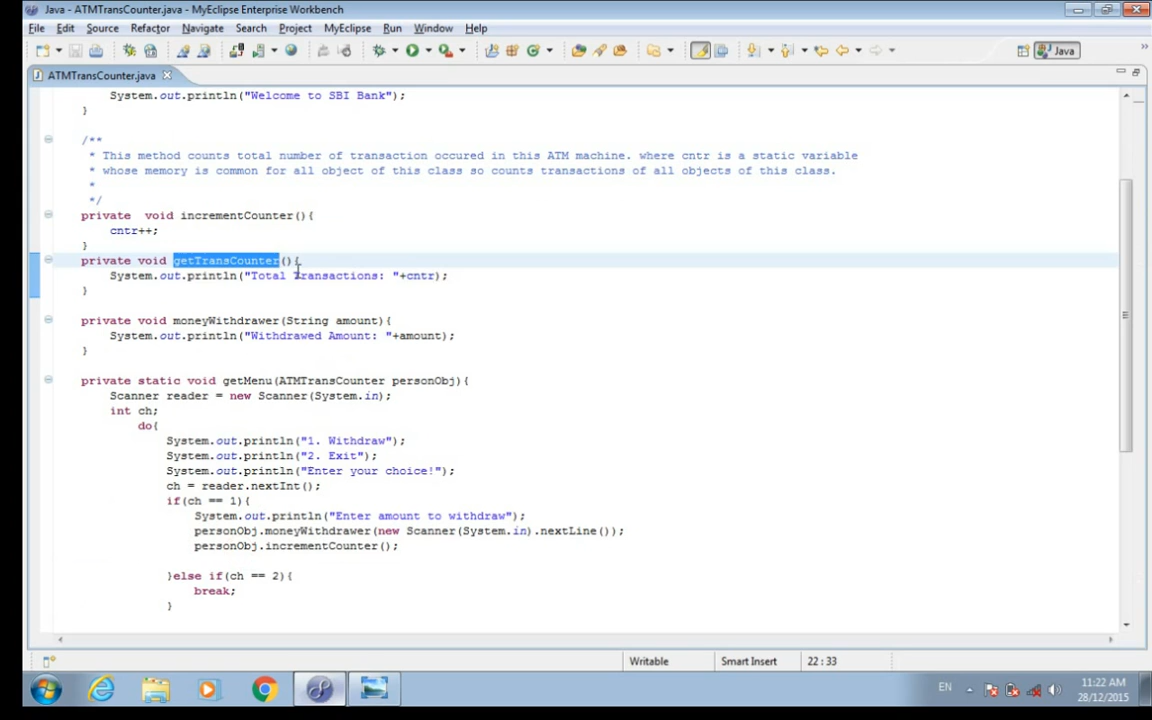 Java - ATMTransCounter.java - MyEclipse Enterprise Workbench
File Edit Source Refactor Navigate Search Project MyEclipse Run Window Help
Java
ATMTransCounter.java
System.out.println("Welcome to SBI Bank");
}
/**
* This method counts total number of transaction occured in this ATM machine. where cntr is a static variable
* whose memory is common for all object of this class so counts transactions of all objects of this class.
*
*/
private void incrementCounter(){
cntr++;
}
private void getTransCounter(){
System.out.println("Total Transactions: "+cntr);
}
private void moneyWithdrawer(String amount){
System.out.println("Withdrawed Amount: "+amount);
}
private static void getMenu(ATMTransCounter personObj){
Scanner reader = new Scanner(System.in);
int ch;
do{
System.out.println("1. Withdraw");
System.out.println("2. Exit");
System.out.println("Enter your choice!");
ch = reader.nextInt();
if(ch == 1){
System.out.println("Enter amount to withdraw");
personObj.moneyWithdrawer(new Scanner(System.in).nextLine());
personObj.incrementCounter();
}else if(ch == 2){
break;
}
Writable Smart Insert 22 : 33
EN 11:22 AM
28/12/2015